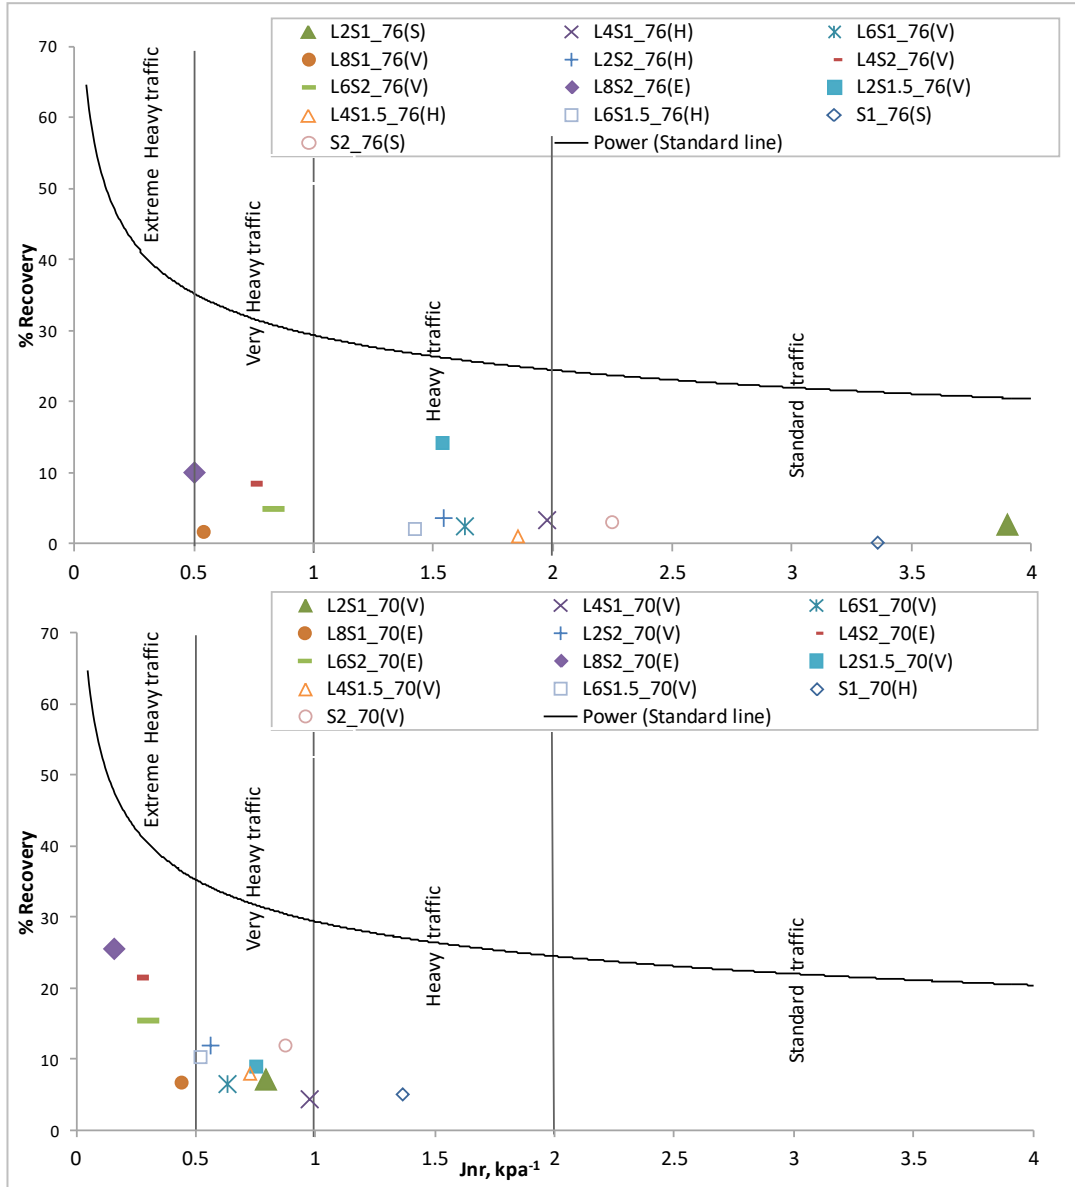 L2S1_76(S) L4S1_76(H) L6S1_76(V)
L8S1_76(V) L2S2_76(H) L4S2_76(V)
L6S2_76(V) L8S2_76(E) L2S1.5_76(V)
L4S1.5_76(H) L6S1.5_76(H) S1_76(S)
S2_76(S) Power (Standard line)
70
60
50
40
30
20
10
0
% Recovery
Extreme Heavy traffic
Very Heavy traffic
Heavy traffic
Standard traffic
0 0.5 1 1.5 2 2.5 3 3.5 4
L2S1_70(V) L4S1_70(V) L6S1_70(V)
L8S1_70(E) L2S2_70(V) L4S2_70(E)
L6S2_70(E) L8S2_70(E) L2S1.5_70(V)
L4S1.5_70(V) L6S1.5_70(V) S1_70(H)
S2_70(V) Power (Standard line)
70
60
50
40
30
20
10
0
% Recovery
Extreme Heavy traffic
Very Heavy traffic
Heavy traffic
Standard traffic
0 0.5 1 1.5 2 2.5 3 3.5 4
Jnr, kpa⁻¹